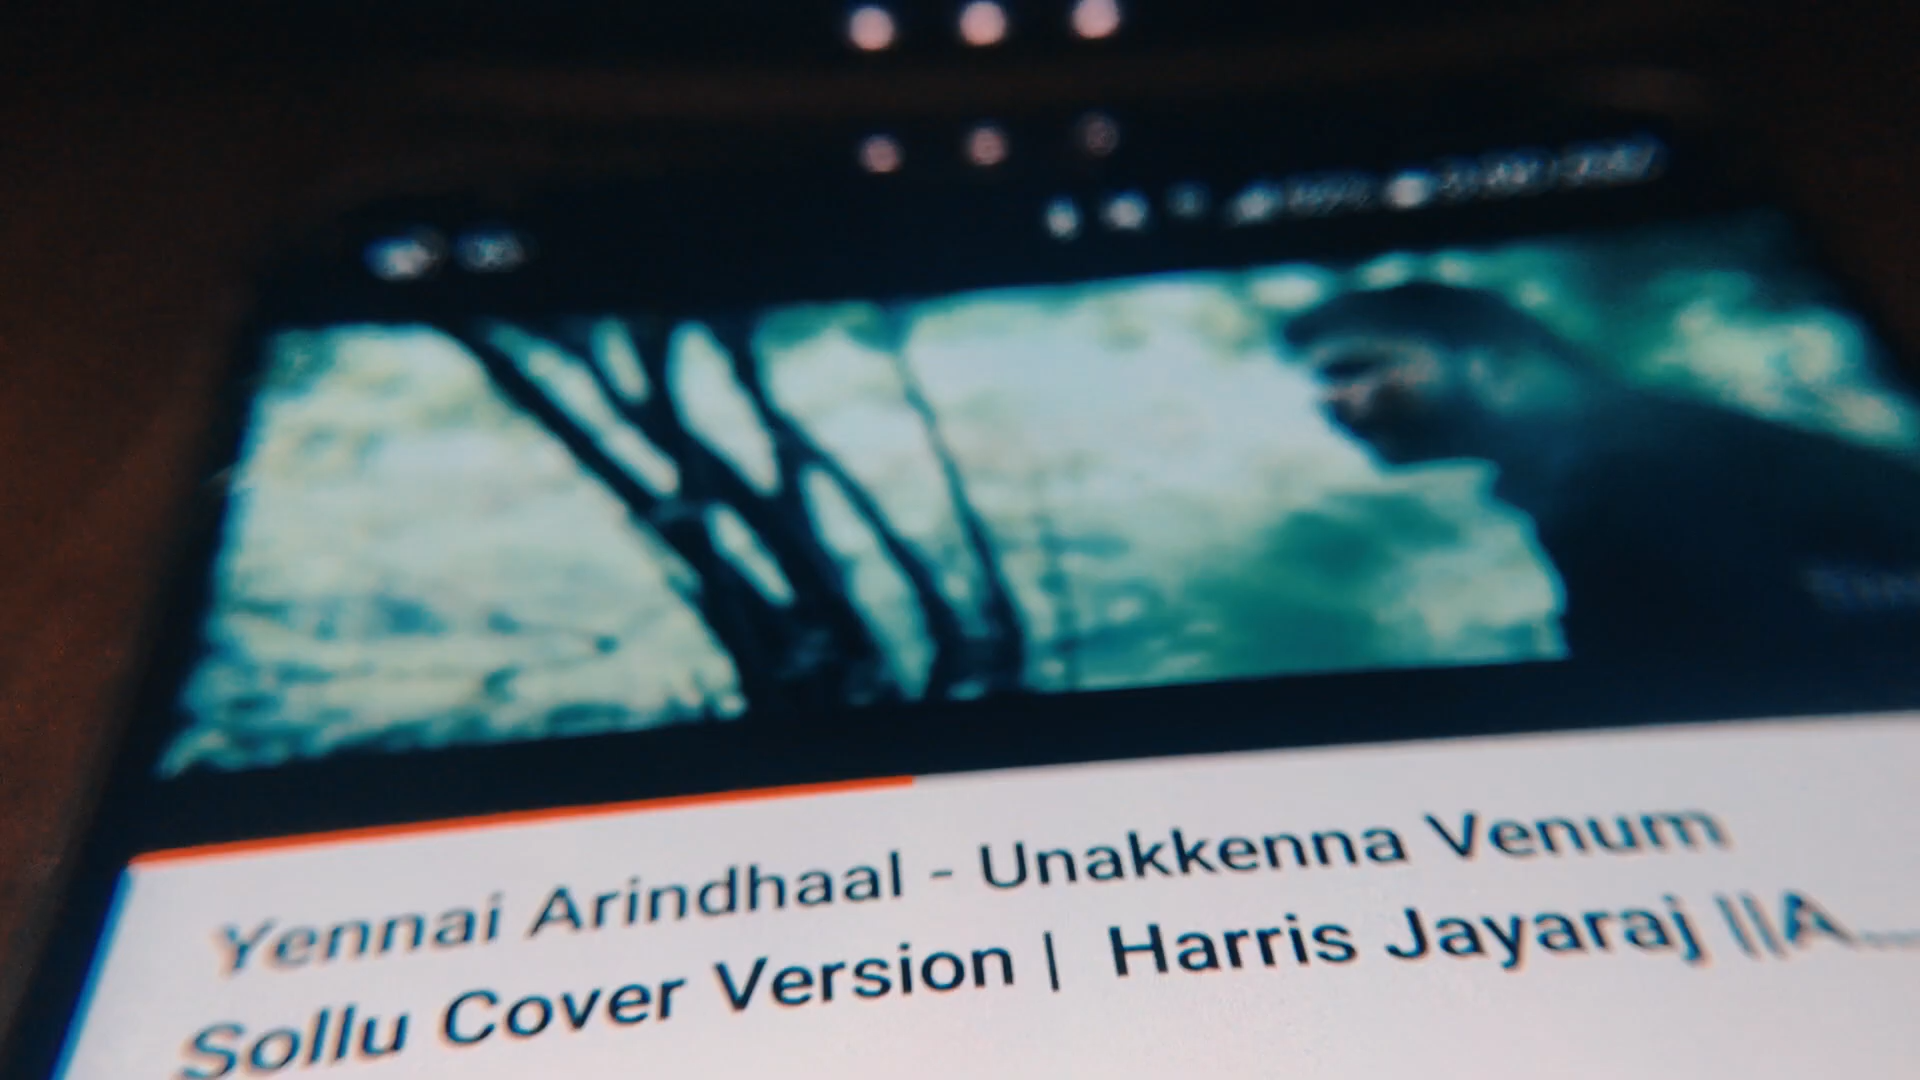 Yennai Arindhaal - Unakkenna Venum
Sollu Cover Version | Harris Jayaraj ||A...